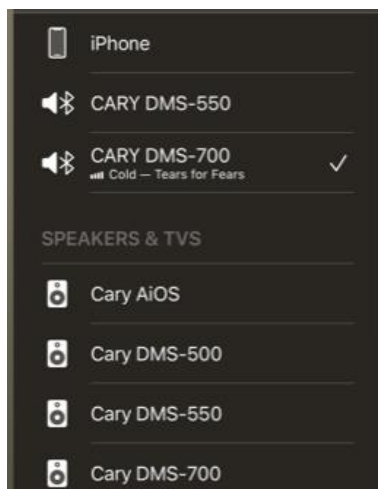 iPhone
CARY DMS-550
CARY DMS-700
Cold — Tears for Fears
SPEAKERS & TVS
Cary AiOS
Cary DMS-500
Cary DMS-550
Cary DMS-700